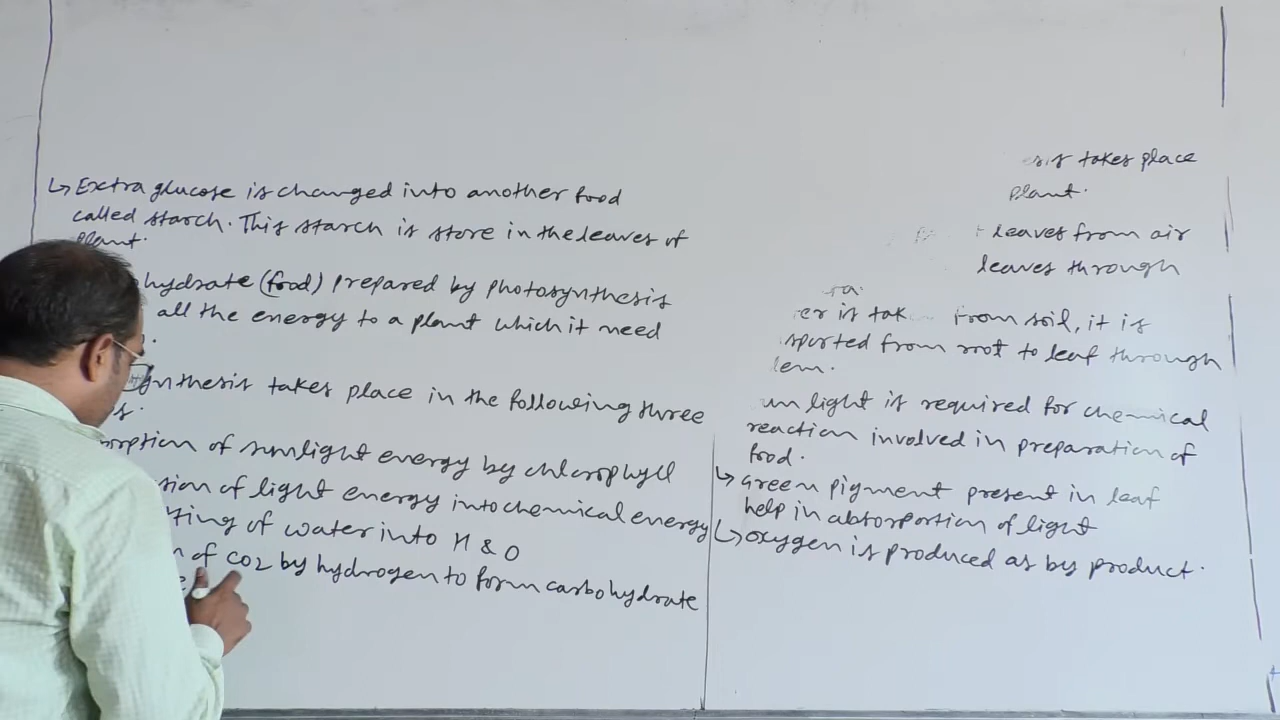 ↳ Extra glucose is changed into another food
called starch. This starch is store in the leaves of
plant.
hydrate (food) prepared by photosynthesis
all the energy to a plant which it need
.
nthesis takes place in the following three
s.
orption of sunlight energy by chlorophyll
sion of light energy into chemical energy
tting of water into H & O
n of CO2 by hydrogen to form carbohydrate
sis takes place
plant.
leaves from air
leaves through
er is tak from soil, it is
sported from root to leaf through
lem.
un light is required for chemical
reaction involved in preparation of
food.
↳ Green pigment present in leaf
help in absorportion of light
↳ oxygen is produced as by product.